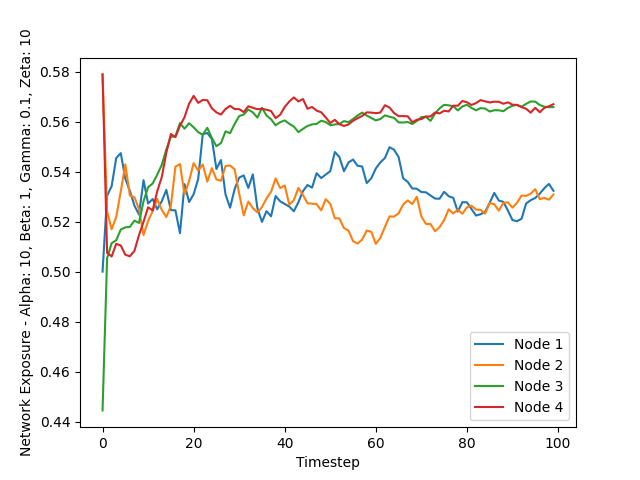 Network Exposure - Alpha: 10, Beta: 1, Gamma: 0.1, Zeta: 10
0.58
0.56
0.54
0.52
0.50
0.48
0.46
0.44
0
20
40
60
80
100
Timestep
Node 1
Node 2
Node 3
Node 4